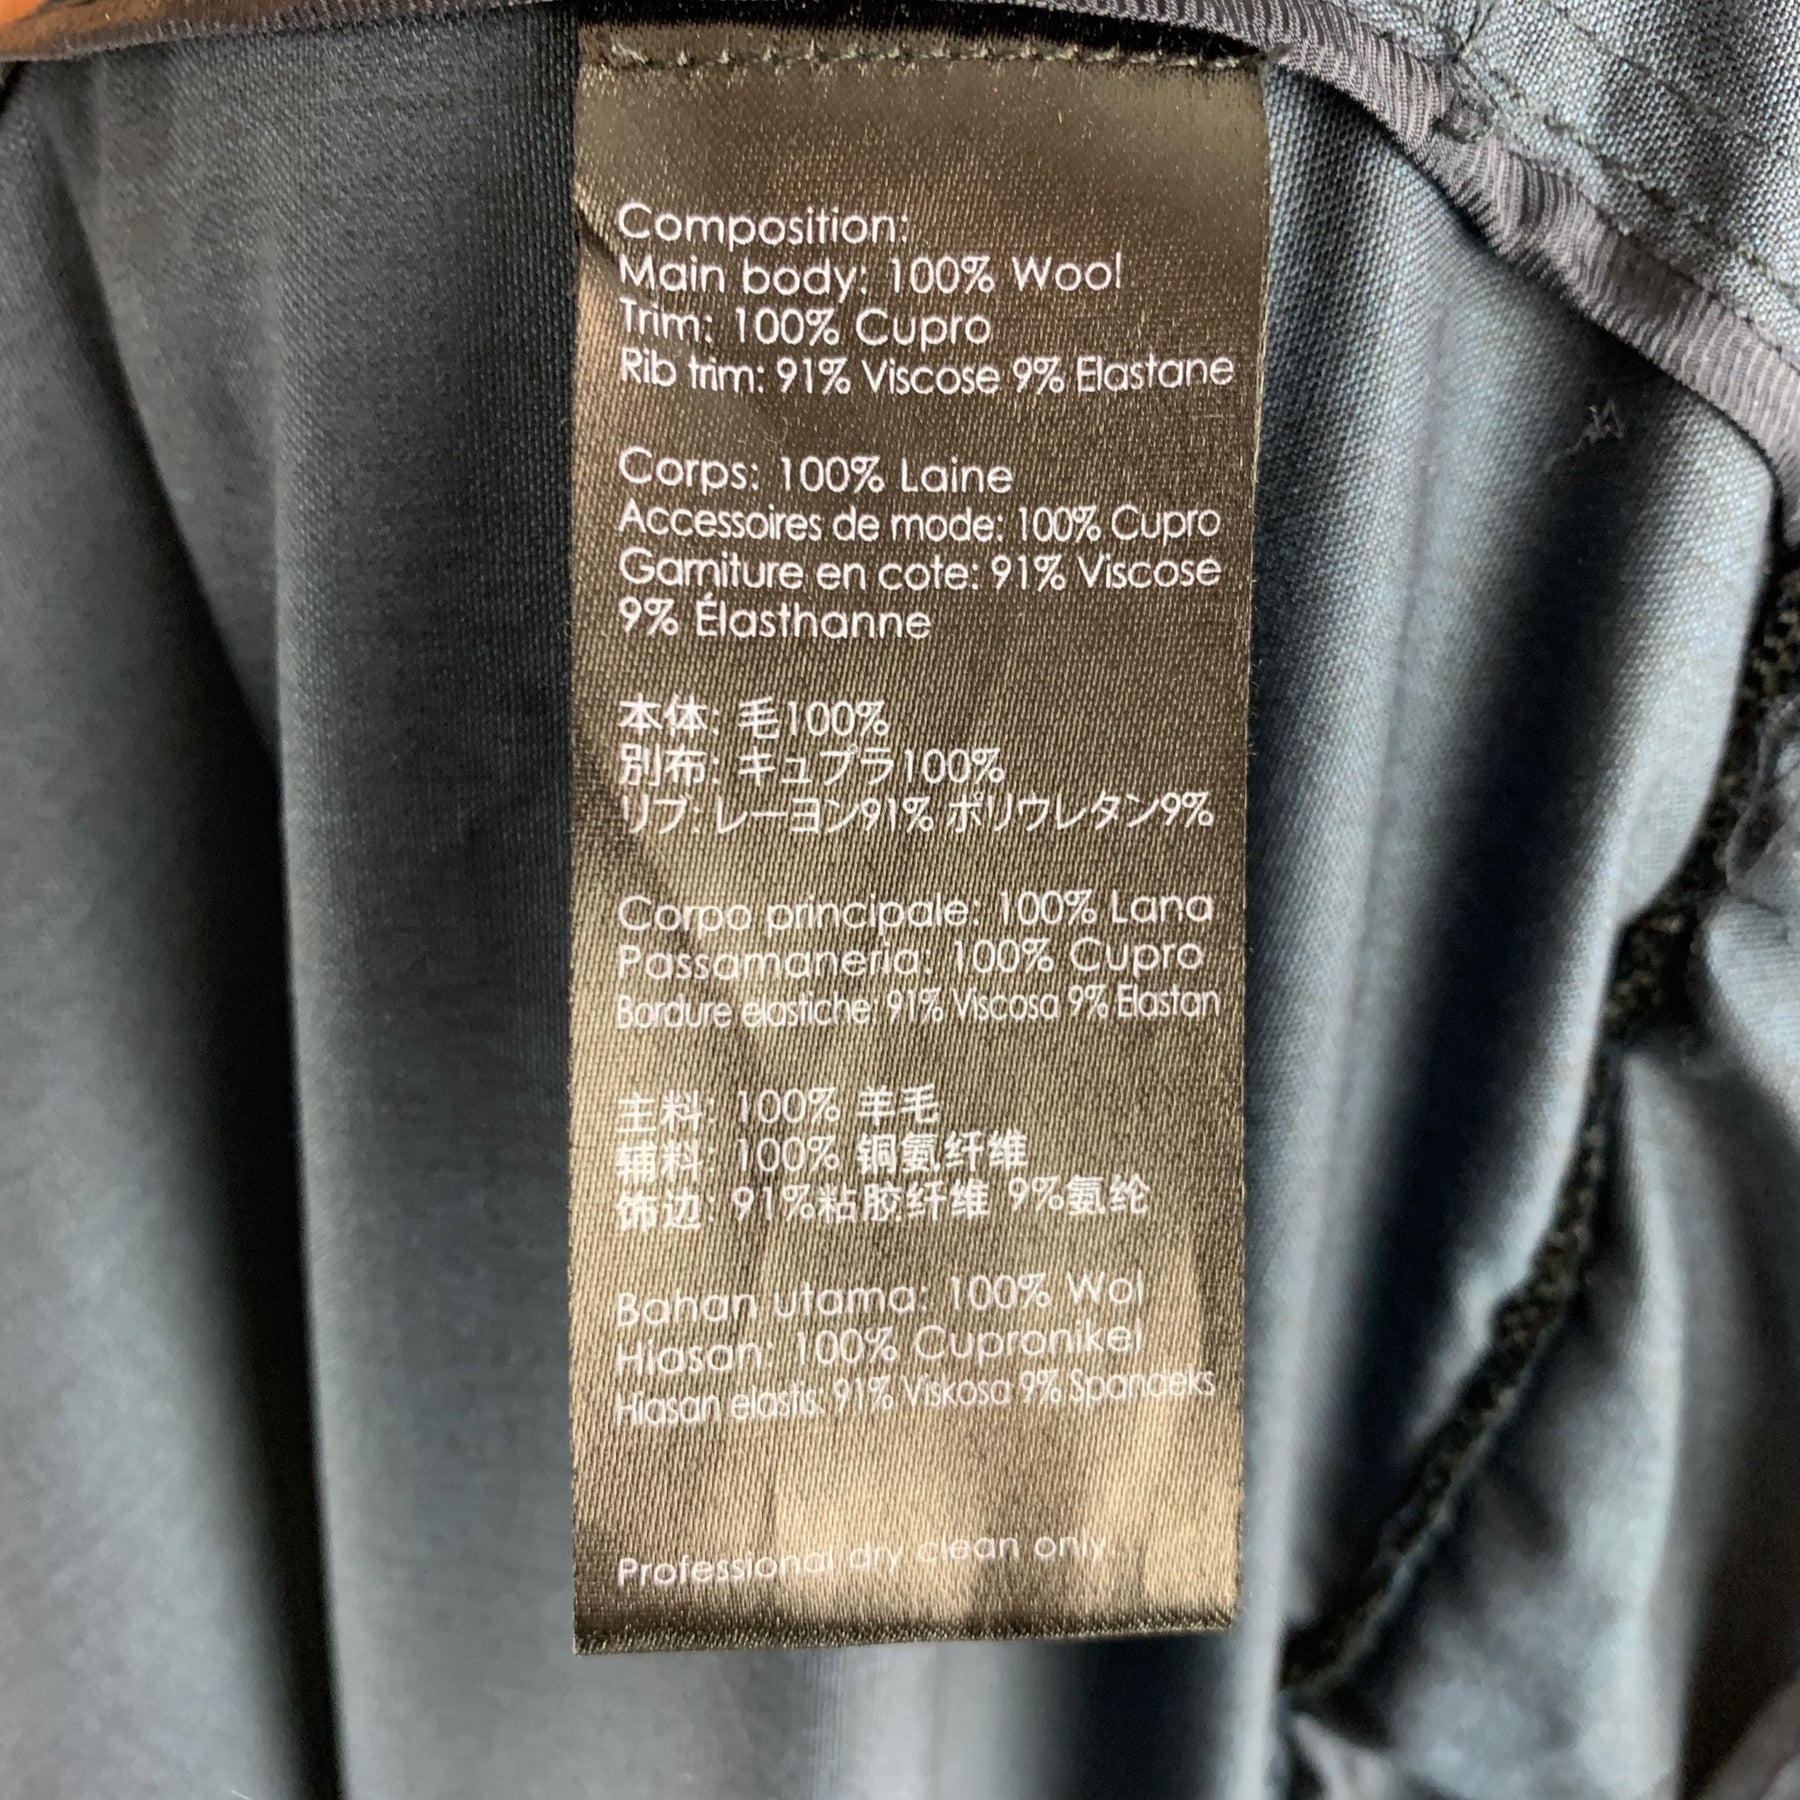 Composition:
Main body: 100% Wool
Trim: 100% Cupro
Rib trim: 91% Viscose 9% Elastane
Corps: 100% Laine
Accessoires de mode: 100% Cupro
Garniture en cote: 91% Viscose
9% Élasthanne
本体: 毛100%
別布: キュプラ100%
リブ: レーヨン91% ポリウレタン9%
Corpo principale: 100% Lana
Passamaneria: 100% Cupro
Bordure elastiche: 91% Viscosa 9% Elastan
主料: 100% 羊毛
辅料: 100% 铜氨纤维
饰边: 91%粘胶纤维 9%氨纶
Bahan utama: 100% Wol
Hiasan: 100% Cupronikel
Hiasan elastis: 91% Viskosa 9% Spandeks
Professional dry clean only.